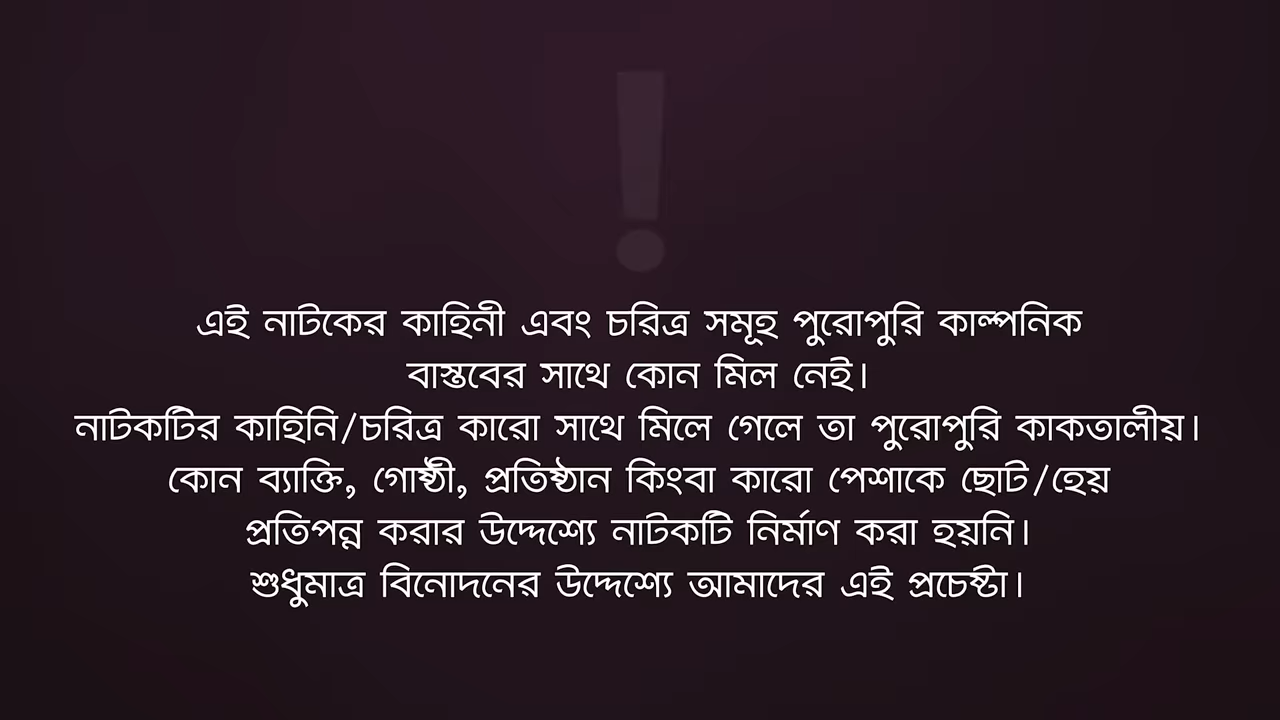 এই নাটকের কাহিনী এবং চরিত্র সমূহ পুরোপুরি কাল্পনিক
বাস্তবের সাথে কোন মিল নেই।
নাটকটির কাহিনি/চরিত্র কারো সাথে মিলে গেলে তা পুরোপুরি কাকতালীয়।
কোন ব্যাক্তি, গোষ্ঠী, প্রতিষ্ঠান কিংবা কারো পেশাকে ছোট/হেয়
প্রতিপন্ন করার উদ্দেশ্যে নাটকটি নির্মাণ করা হয়নি।
শুধুমাত্র বিনোদনের উদ্দেশ্যে আমাদের এই প্রচেষ্টা।